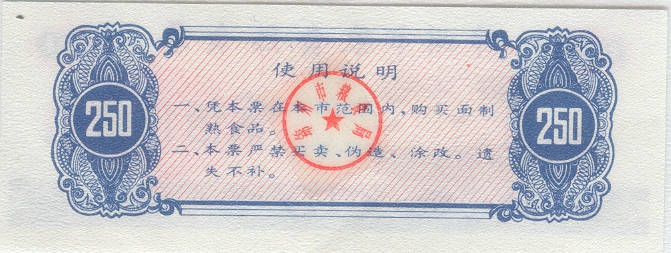 使用说明
250
一、凭本票在本市范围内、购买面制
熟食品。
二、本票严禁买卖、伪造、涂改。遗
失不补。
250